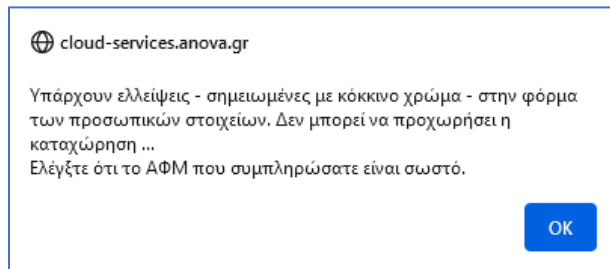 cloud-services.anova.gr
Υπάρχουν ελλείψεις - σημειωμένες με κόκκινο χρώμα - στην φόρμα
των προσωπικών στοιχείων. Δεν μπορεί να προχωρήσει η
καταχώρηση ...
Ελέγξτε ότι το ΑΦΜ που συμπληρώσατε είναι σωστό.
OK